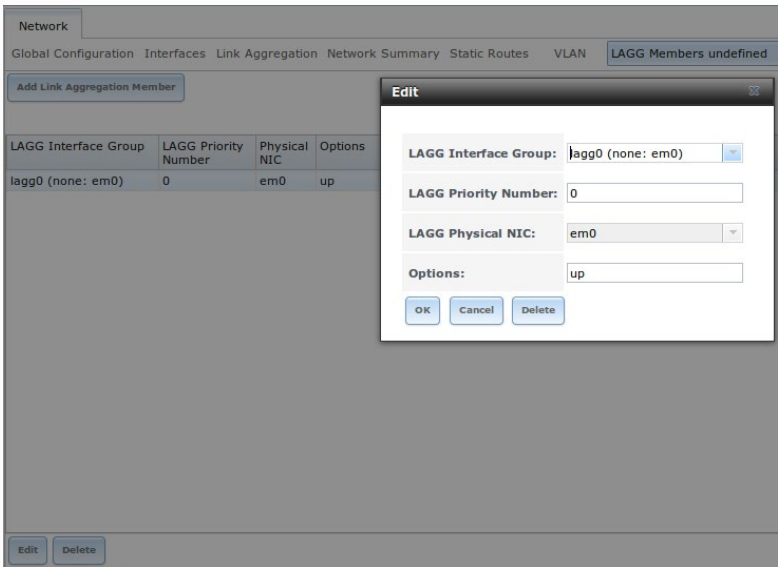 Network
Global Configuration Interfaces Link Aggregation Network Summary Static Routes VLAN LAGG Members undefined
Add Link Aggregation Member
LAGG Interface Group LAGG Priority Number Physical NIC Options
lagg0 (none: em0) 0 em0 up
Edit
LAGG Interface Group: lagg0 (none: em0)
LAGG Priority Number: 0
LAGG Physical NIC: em0
Options: up
OK Cancel Delete
Edit Delete